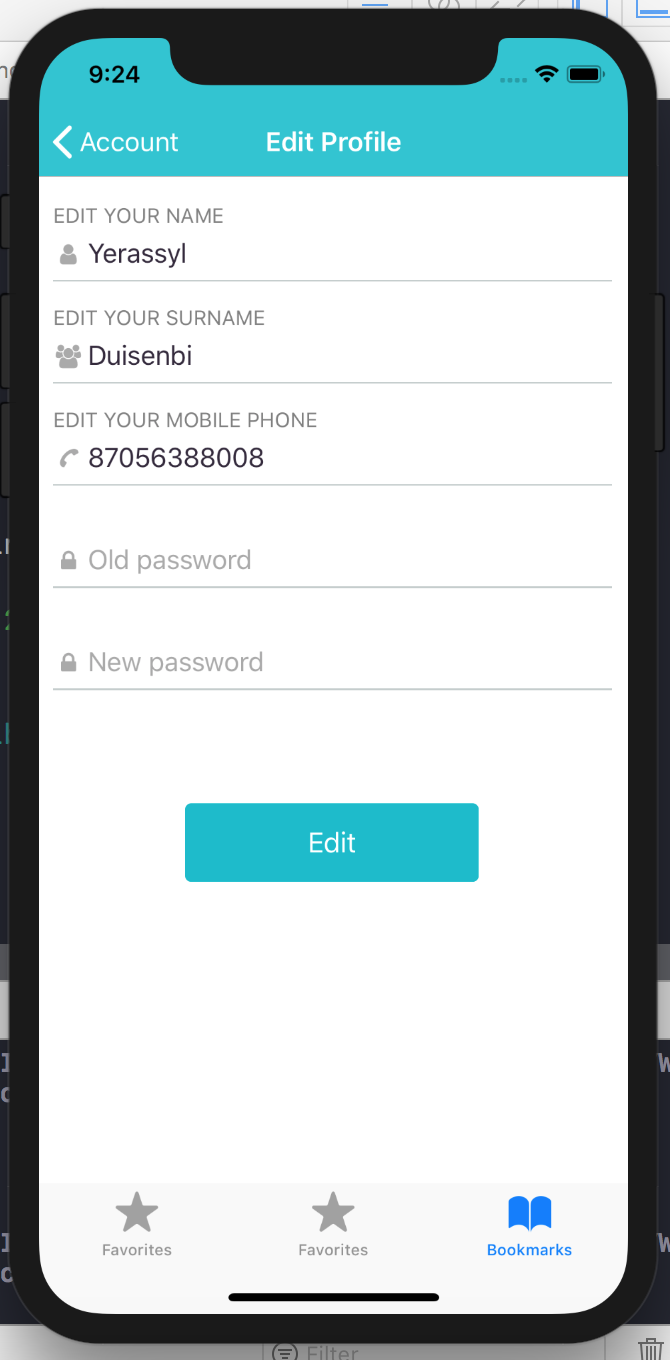 9:24
Account
Edit Profile
EDIT YOUR NAME
Yerassyl
EDIT YOUR SURNAME
Duisenbi
EDIT YOUR MOBILE PHONE
87056388008
Old password
New password
Edit
Favorites
Favorites
Bookmarks
Filter